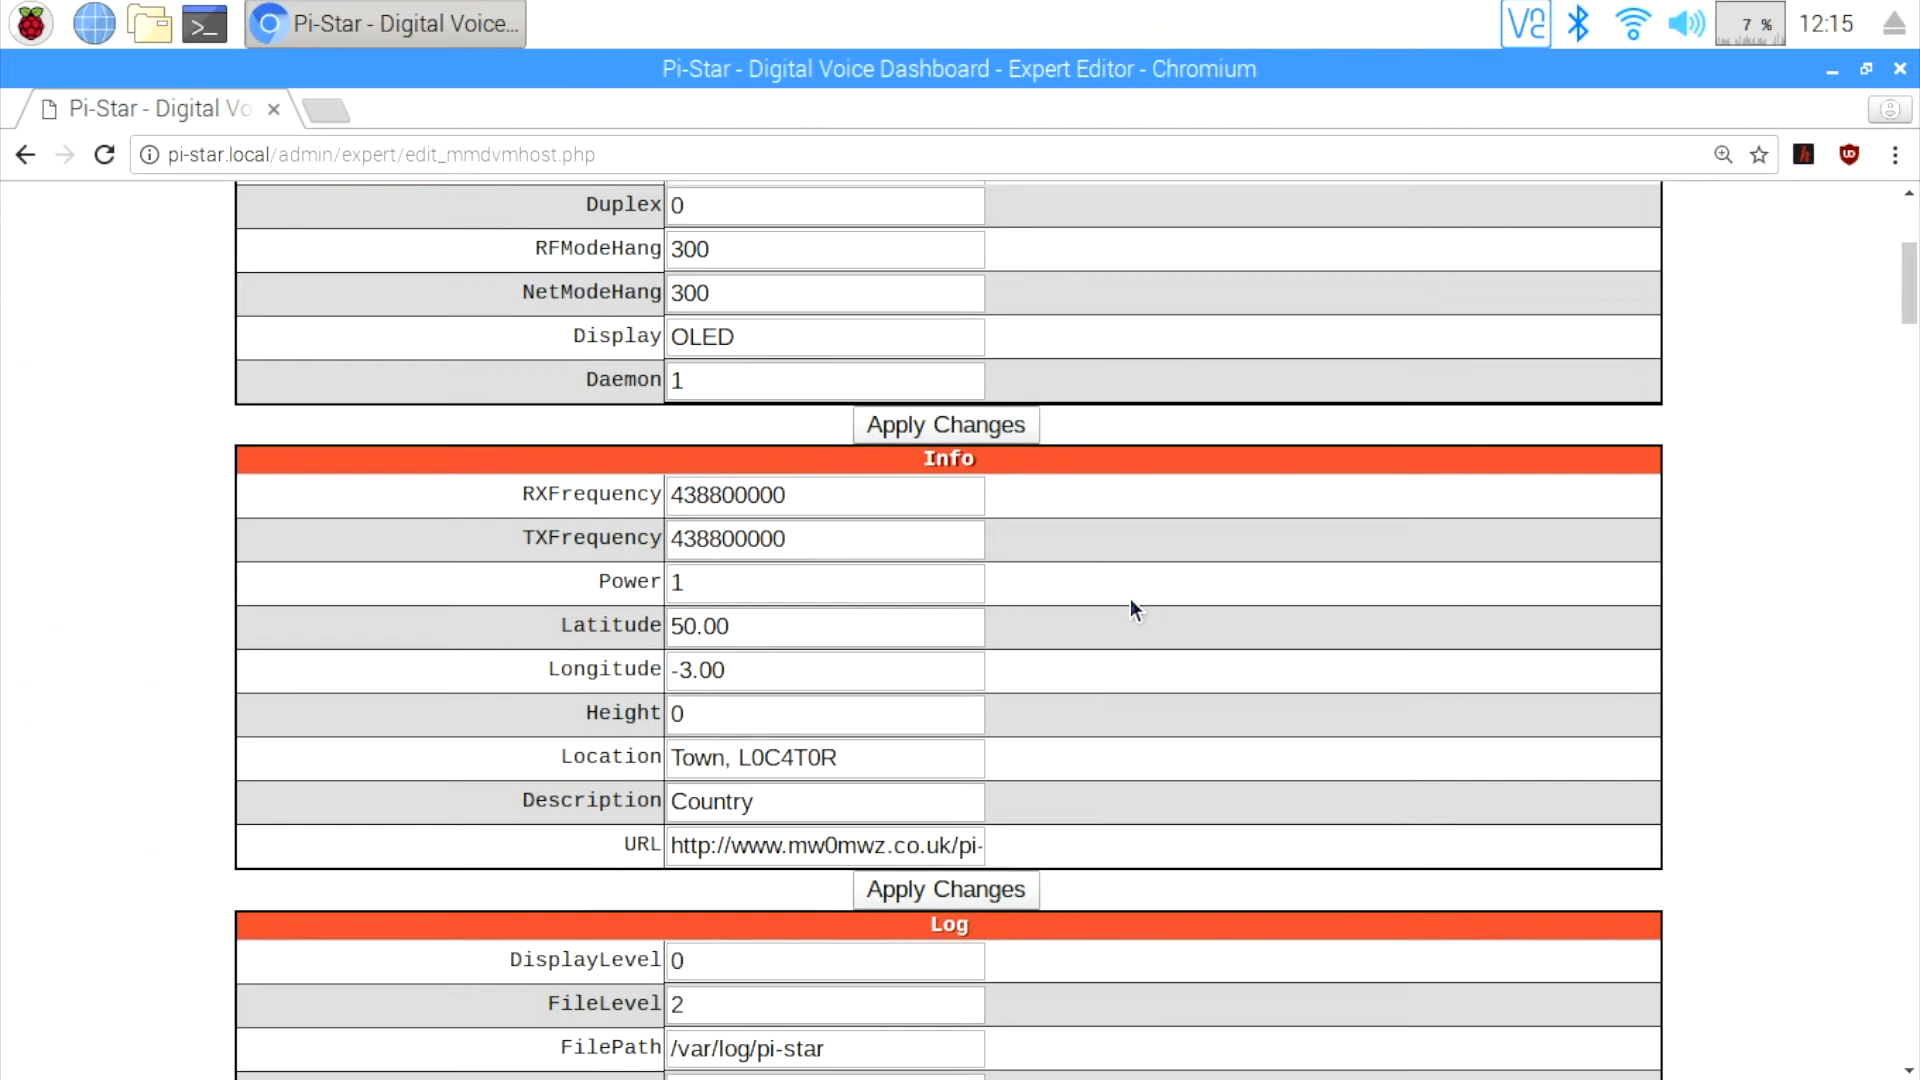 Pi-Star - Digital Voice...
7 %
12:15
Pi-Star - Digital Voice Dashboard - Expert Editor - Chromium
Pi-Star - Digital Vo
pi-star.local/admin/expert/edit_mmdvmhost.php
Duplex 0
RFModeHang 300
NetModeHang 300
Display OLED
Daemon 1
Apply Changes
Info
RXFrequency 438800000
TXFrequency 438800000
Power 1
Latitude 50.00
Longitude -3.00
Height 0
Location Town, L0C4T0R
Description Country
URL http://www.mw0mwz.co.uk/pi-
Apply Changes
Log
DisplayLevel 0
FileLevel 2
FilePath /var/log/pi-star